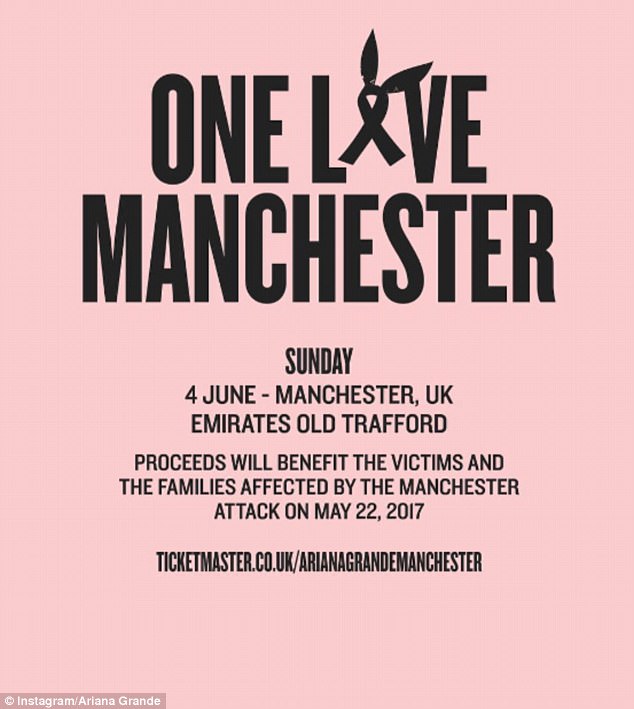 ONE LOVE
MANCHESTER
SUNDAY
4 JUNE - MANCHESTER, UK
EMIRATES OLD TRAFFORD
PROCEEDS WILL BENEFIT THE VICTIMS AND
THE FAMILIES AFFECTED BY THE MANCHESTER
ATTACK ON MAY 22, 2017
TICKETMASTER.CO.UK/ARIANAGRANDEMANCHESTER
© Instagram/Ariana Grande